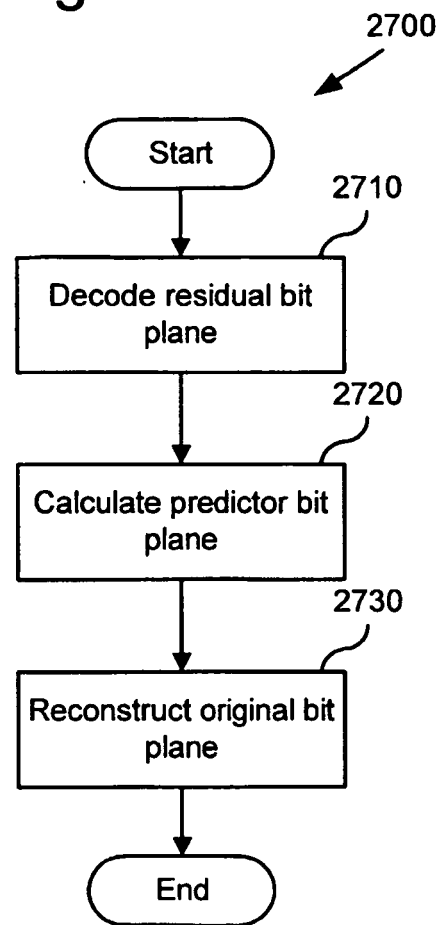 2700
Start
2710
Decode residual bit
plane
2720
Calculate predictor bit
plane
2730
Reconstruct original bit
plane
End